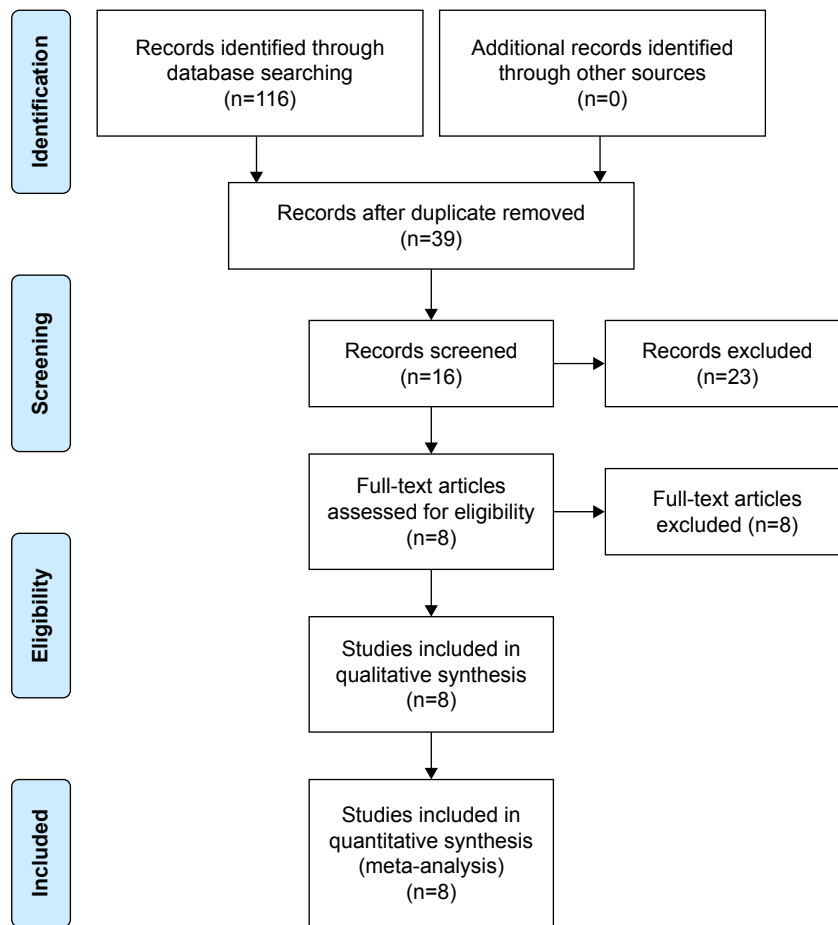 Identification
Records identified through
database searching
(n=116)
Additional records identified
through other sources
(n=0)
Records after duplicate removed
(n=39)
Screening
Records screened
(n=16)
Records excluded
(n=23)
Full-text articles
assessed for eligibility
(n=8)
Full-text articles
excluded (n=8)
Eligibility
Studies included in
qualitative synthesis
(n=8)
Included
Studies included in
quantitative synthesis
(meta-analysis)
(n=8)